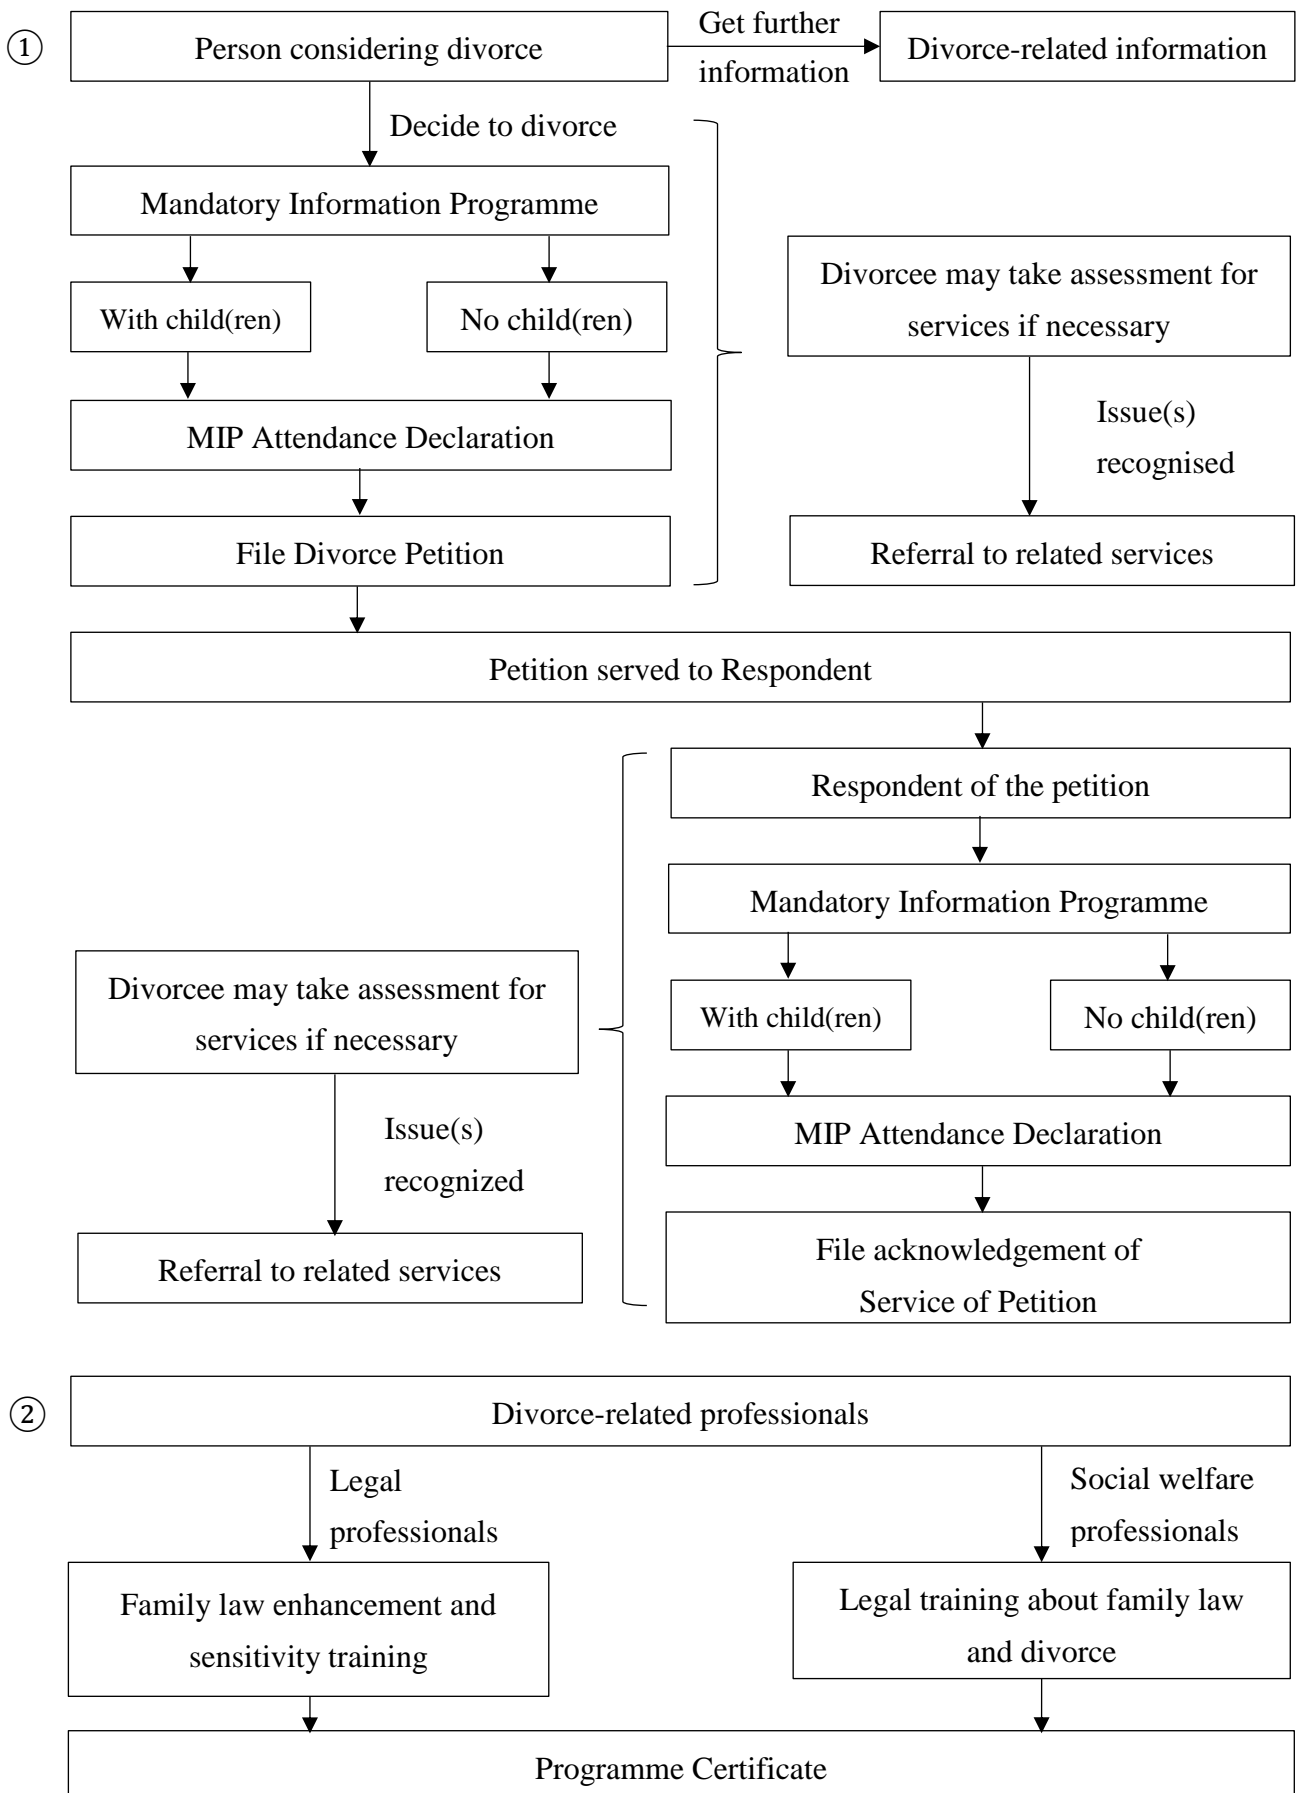 ①
Person considering divorce
Get further
information
Divorce-related information
Decide to divorce
Mandatory Information Programme
With child(ren)
No child(ren)
MIP Attendance Declaration
File Divorce Petition
Divorcee may take assessment for
services if necessary
Issue(s)
recognised
Referral to related services
Petition served to Respondent
Respondent of the petition
Mandatory Information Programme
With child(ren)
No child(ren)
MIP Attendance Declaration
File acknowledgement of
Service of Petition
Divorcee may take assessment for
services if necessary
Issue(s)
recognized
Referral to related services
②
Divorce-related professionals
Legal
professionals
Social welfare
professionals
Family law enhancement and
sensitivity training
Legal training about family law
and divorce
Programme Certificate